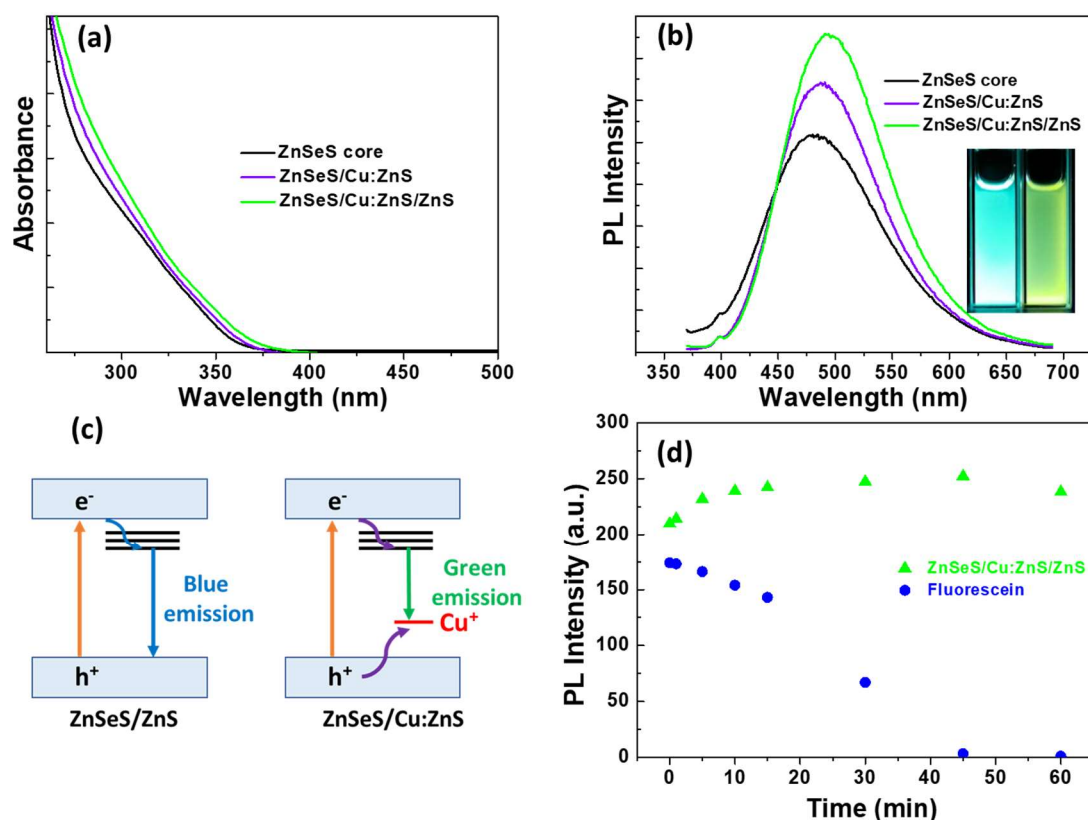 (a)
Absorbance
ZnSeS core
ZnSeS/Cu:ZnS
ZnSeS/Cu:ZnS/ZnS
300 350 400 450 500
Wavelength (nm)
(b)
PL Intensity
ZnSeS core
ZnSeS/Cu:ZnS
ZnSeS/Cu:ZnS/ZnS
350 400 450 500 550 600 650 700
Wavelength (nm)
(c)
e⁻
Blue
emission
h⁺
ZnSeS/ZnS
e⁻
Green
emission
Cu⁺
h⁺
ZnSeS/Cu:ZnS
(d)
PL Intensity (a.u.)
300
250
200
150
100
50
0
ZnSeS/Cu:ZnS/ZnS
Fluorescein
0 10 20 30 40 50 60
Time (min)